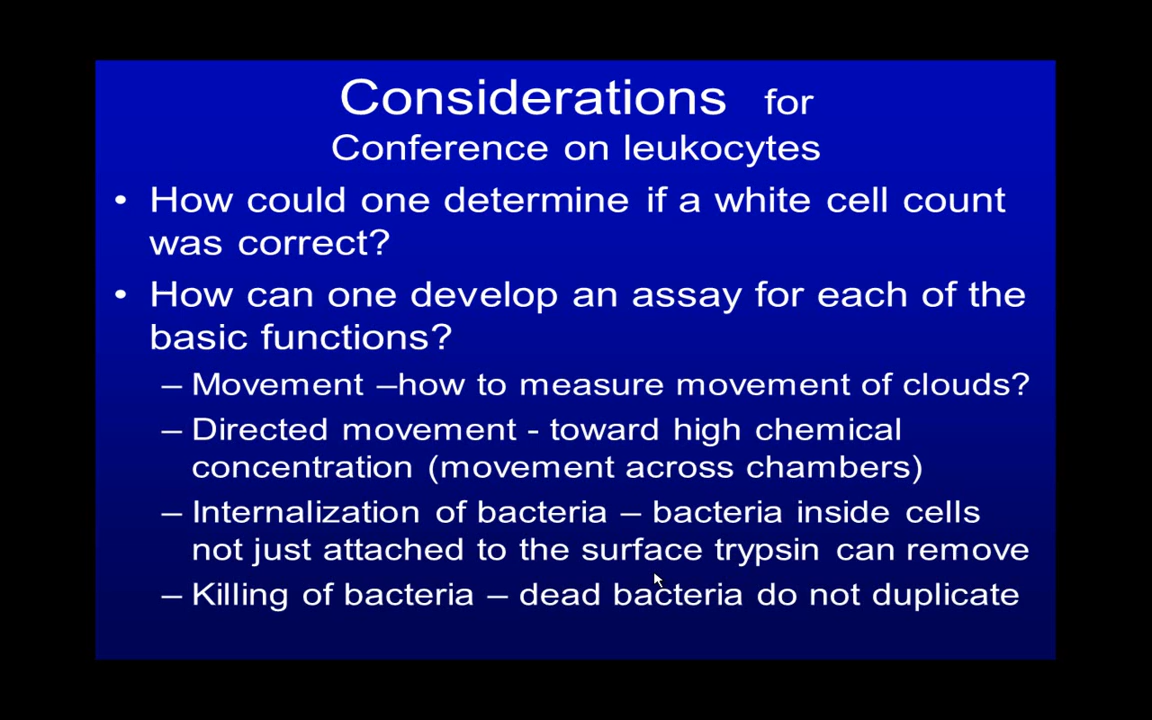 Considerations for
Conference on leukocytes
• How could one determine if a white cell count
was correct?
• How can one develop an assay for each of the
basic functions?
– Movement –how to measure movement of clouds?
– Directed movement - toward high chemical
concentration (movement across chambers)
– Internalization of bacteria – bacteria inside cells
not just attached to the surface trypsin can remove
– Killing of bacteria – dead bacteria do not duplicate